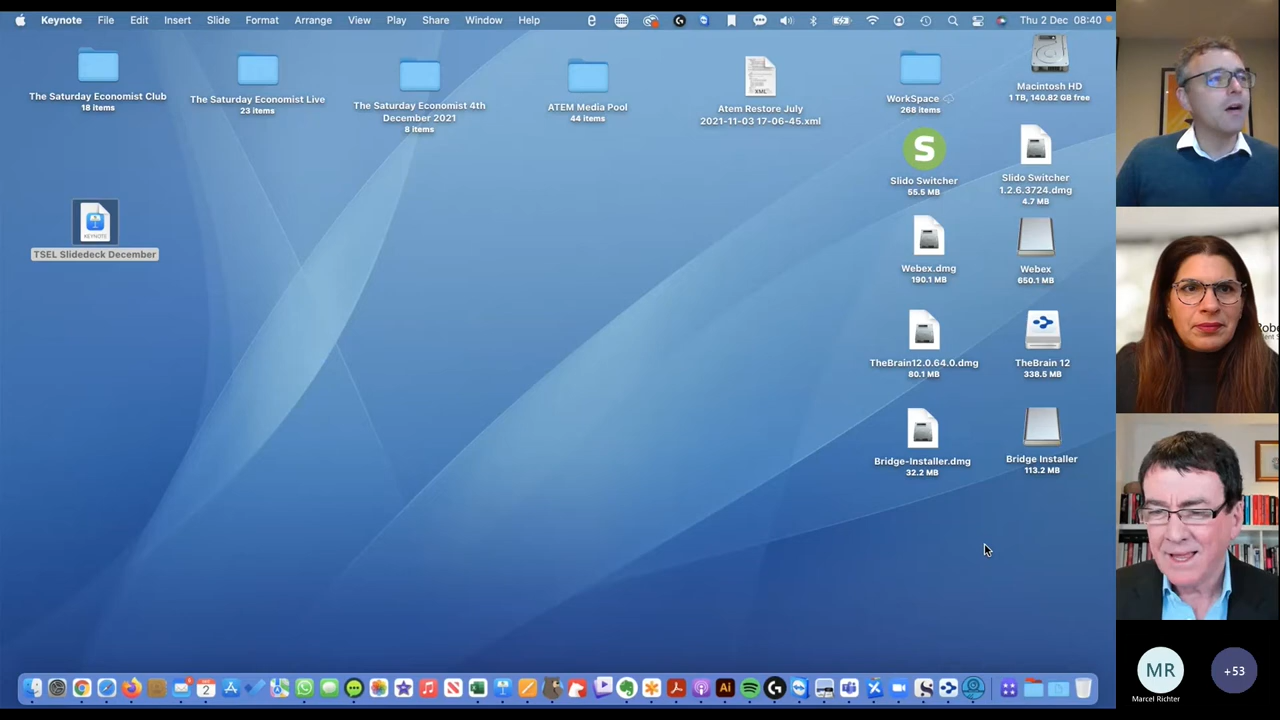 Keynote File Edit Insert Slide Format Arrange View Play Share Window Help Thu 2 Dec 08:40
The Saturday Economist Club
18 items
The Saturday Economist Live
23 items
The Saturday Economist 4th
December 2021
8 items
ATEM Media Pool
44 items
XML
Atem Restore July
2021-11-03 17-06-45.xml
WorkSpace
268 items
Macintosh HD
1 TB, 140.82 GB free
S
Slido Switcher
55.5 MB
Slido Switcher
1.2.6.3724.dmg
4.7 MB
KEYNOTE
TSEL Slidedeck December
Webex.dmg
190.1 MB
Webex
650.1 MB
TheBrain12.0.64.0.dmg
80.1 MB
TheBrain 12
338.5 MB
Bridge-Installer.dmg
32.2 MB
Bridge Installer
113.2 MB
MR
Marcel Richter
+53